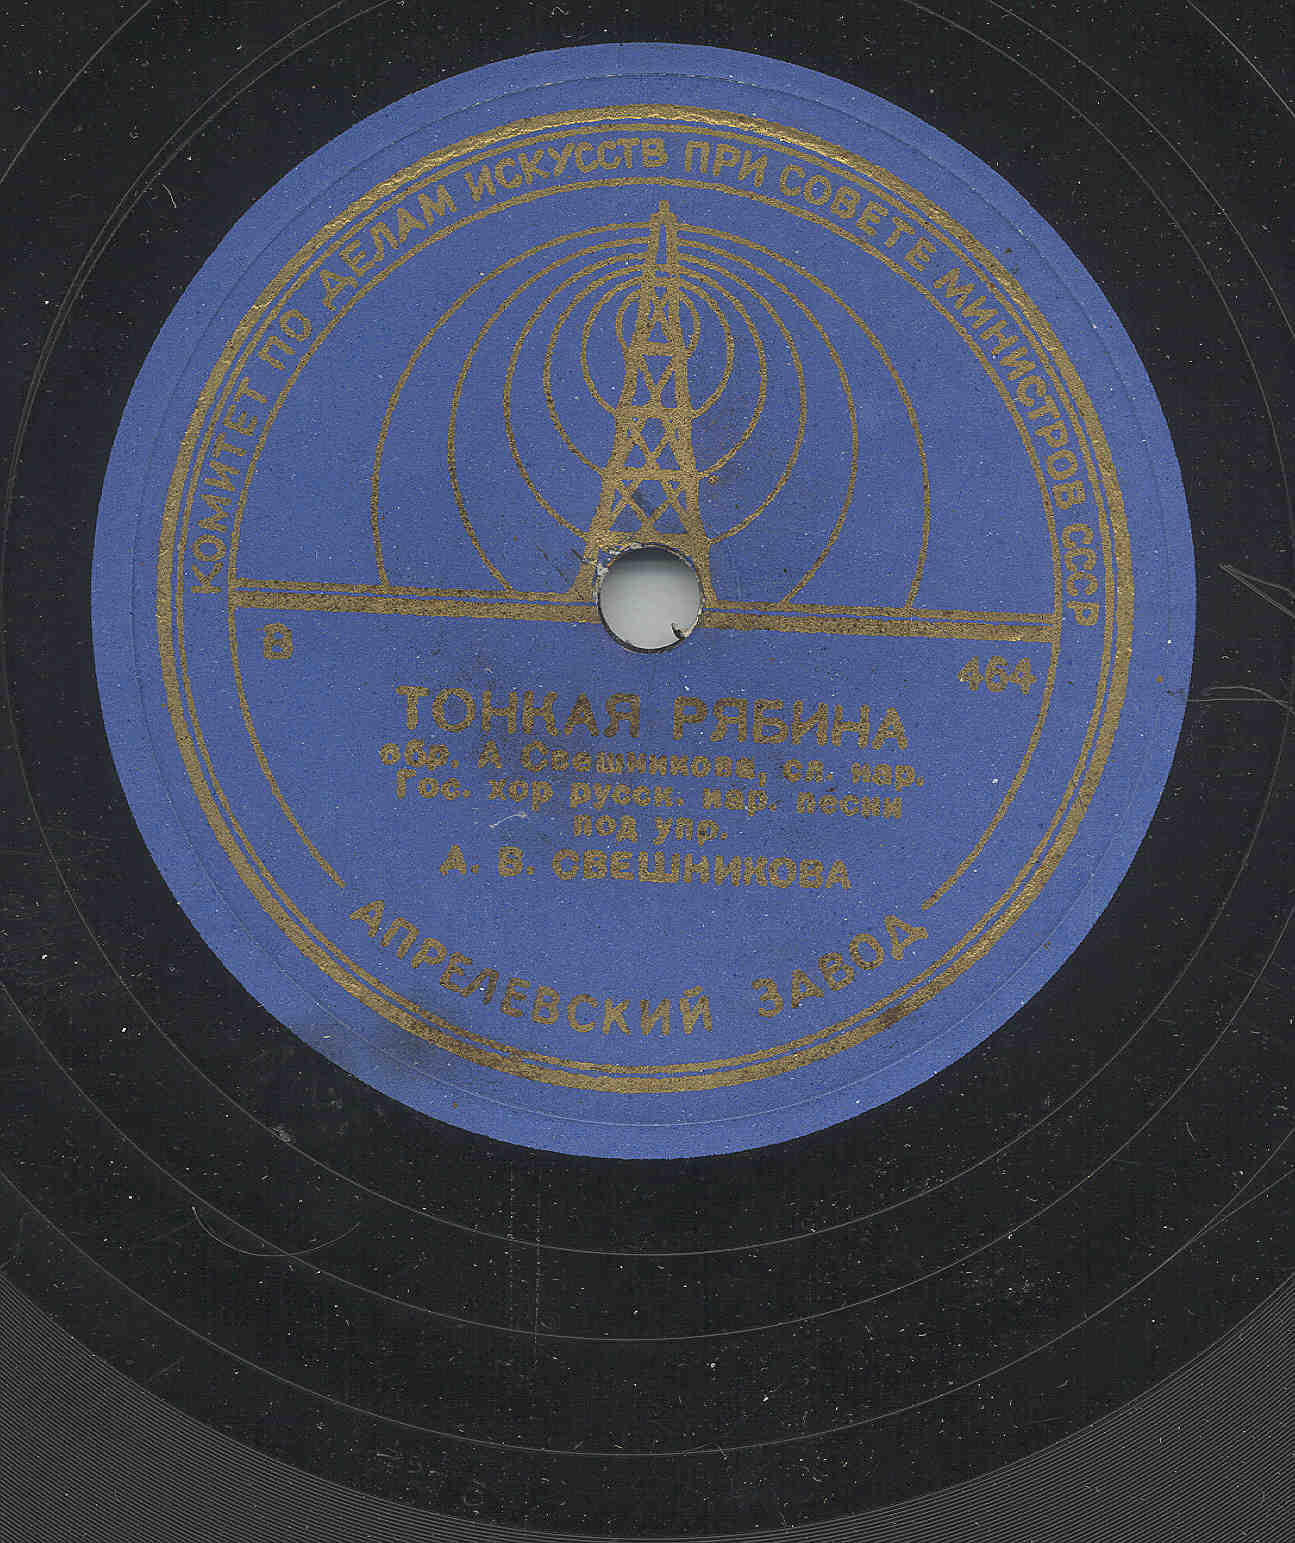 КОМИТЕТ ПО ДЕЛАМ ИСКУССТВ ПРИ СОВЕТЕ МИНИСТРОВ СССР
В 464
ТОНКАЯ РЯБИНА
обр. А Свешникова, сл. нар.
Гос. хор русск. нар. песни
под упр.
А. В. СВЕШНИКОВА
АПРЕЛЕВСКИЙ ЗАВОД